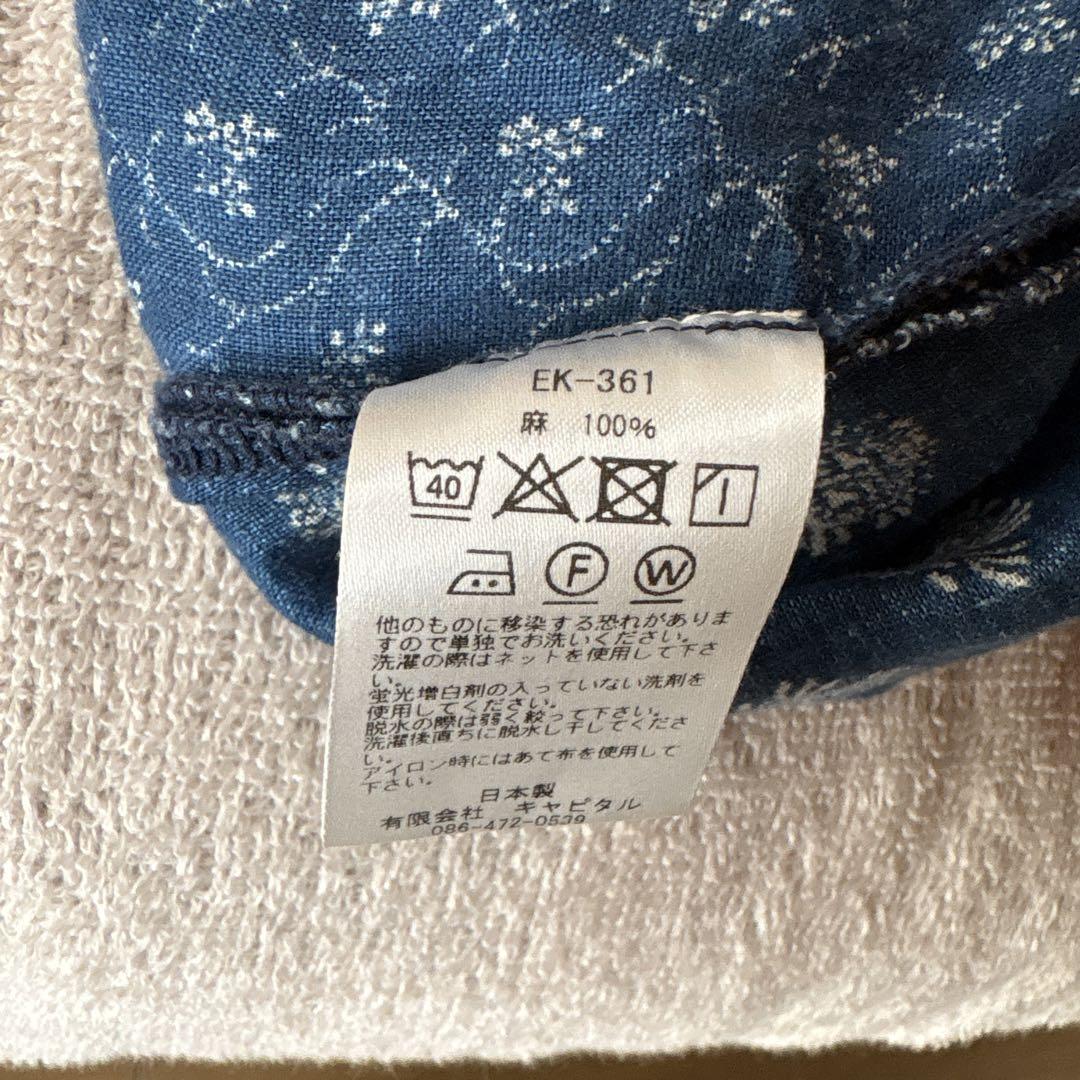 EK-361
麻 100%
40
F W
他のものに移染する恐れがありま
すので単独でお洗いください。
洗濯の際はネットを使用して下さ
い。
蛍光増白剤の入っていない洗剤を
使用してください。
脱水の際は弱く絞って下さい。
洗濯後直ちに脱水し干してくださ
い。
アイロン時にはあて布を使用して
下さい。
日本製
有限会社 キャピタル
086-472-0539